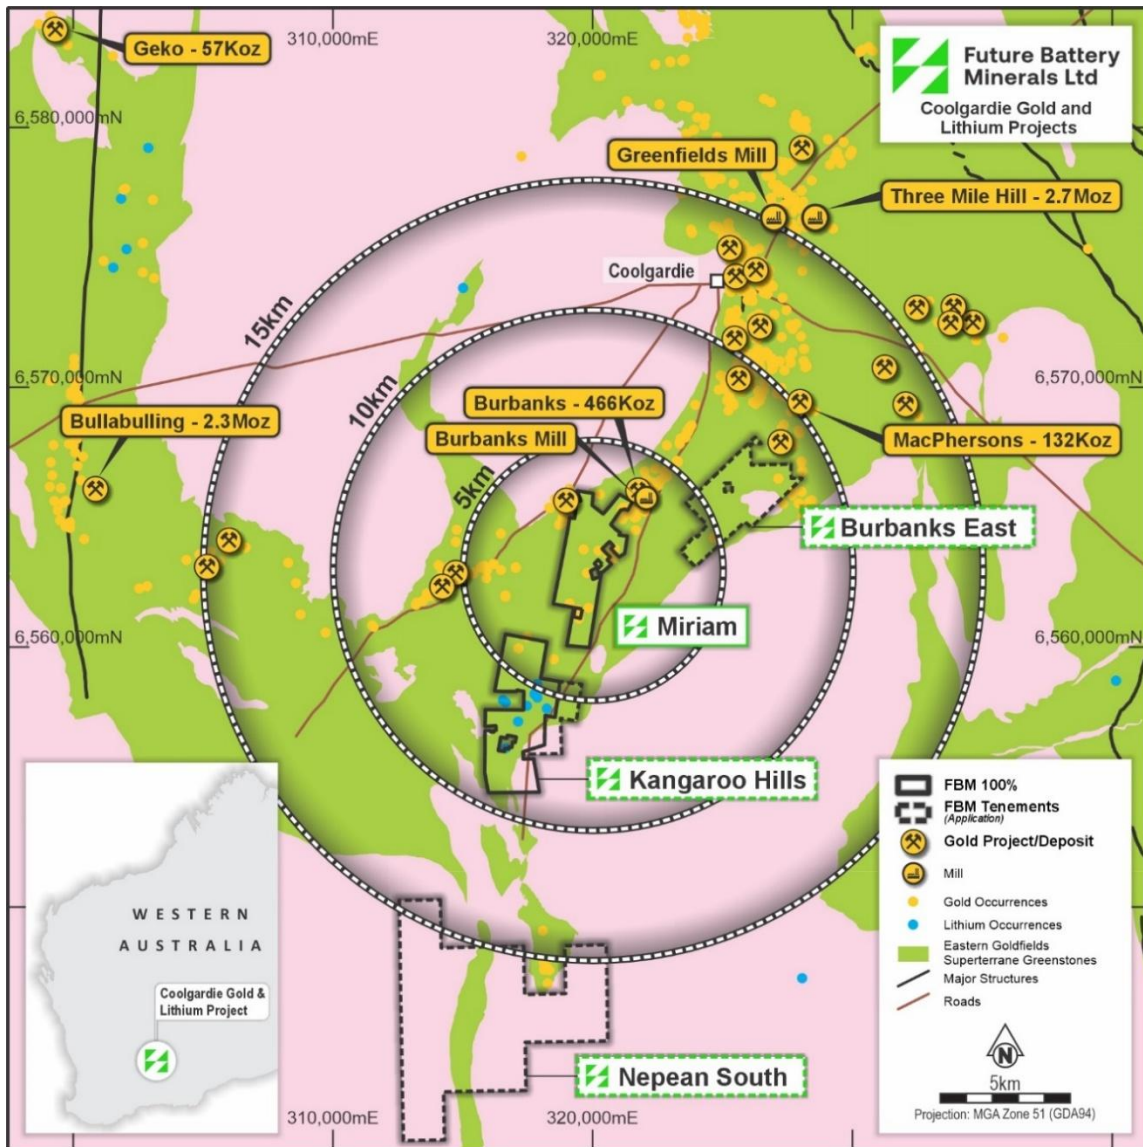 Geko - 57Koz
310,000mE
320,000mE
Future Battery
Minerals Ltd
Coolgardie Gold and
Lithium Projects
6,580,000mN
Greenfields Mill
Three Mile Hill - 2.7Moz
Coolgardie
15km
10km
5km
6,570,000mN
6,570,000mN
Bullabulling - 2.3Moz
Burbanks - 466Koz
Burbanks Mill
MacPhersons - 132Koz
Burbanks East
Miriam
6,560,000mN
6,560,000mN
Kangaroo Hills
Nepean South
310,000mE
320,000mE
WESTERN
AUSTRALIA
Coolgardie Gold &
Lithium Project
FBM 100%
FBM Tenements
(Application)
Gold Project/Deposit
Mill
Gold Occurrences
Lithium Occurrences
Eastern Goldfields
Superterrane Greenstones
Major Structures
Roads
N
5km
Projection: MGA Zone 51 (GDA94)